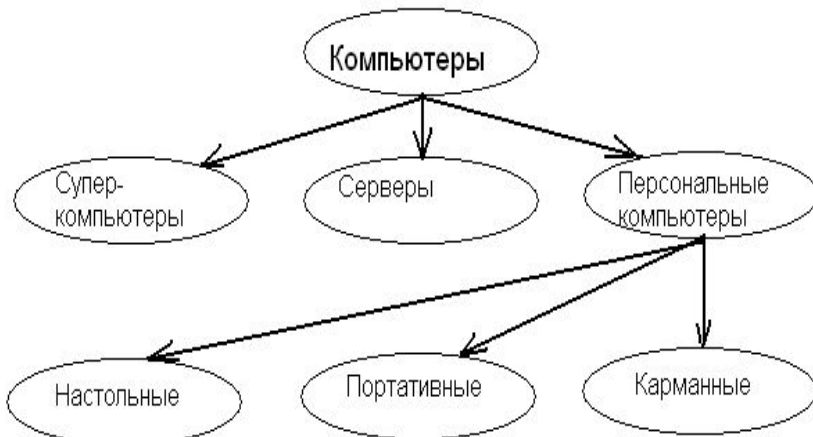 Компьютеры
Супер-
компьютеры
Серверы
Персональные
компьютеры
Настольные
Портативные
Карманные